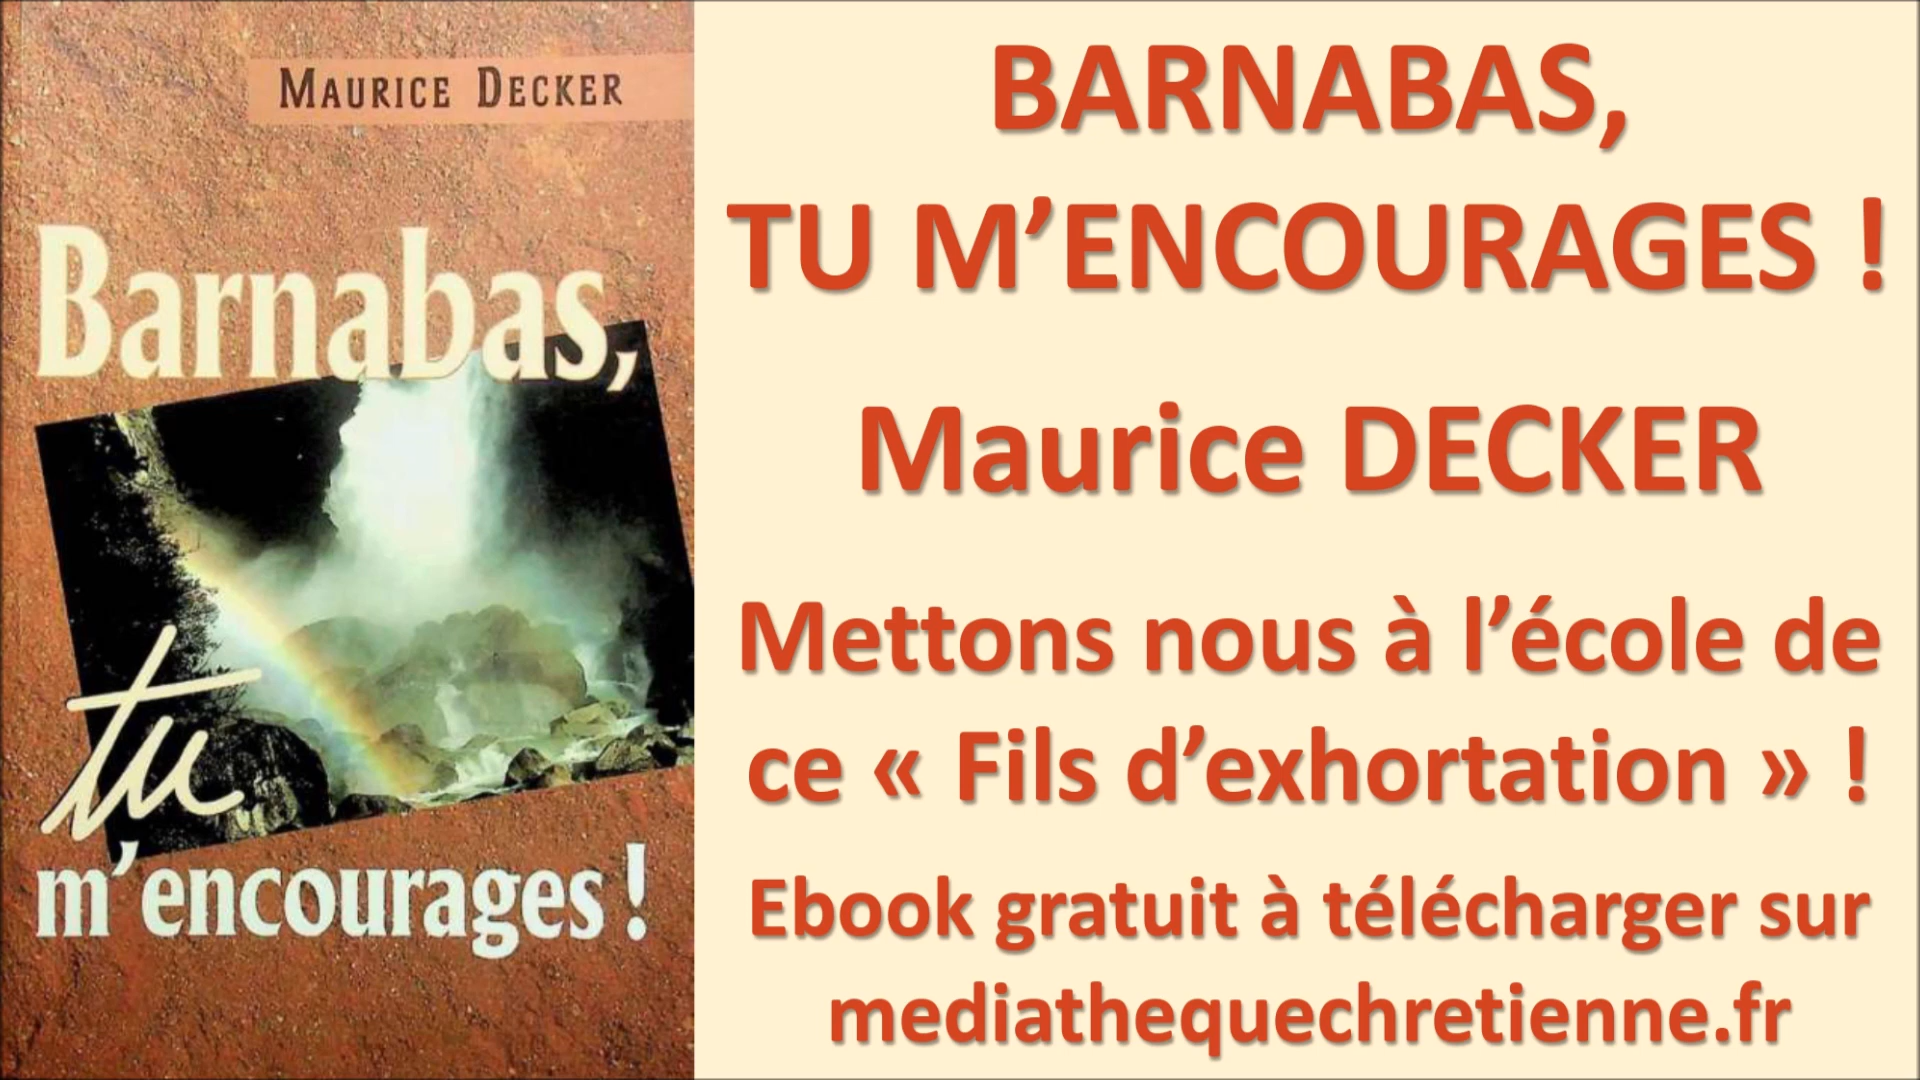 MAURICE DECKER
Barnabas,
tu
m'encourages !
BARNABAS,
TU M’ENCOURAGES !
Maurice DECKER
Mettons nous à l’école de
ce « Fils d’exhortation » !
Ebook gratuit à télécharger sur
mediathequechretienne.fr